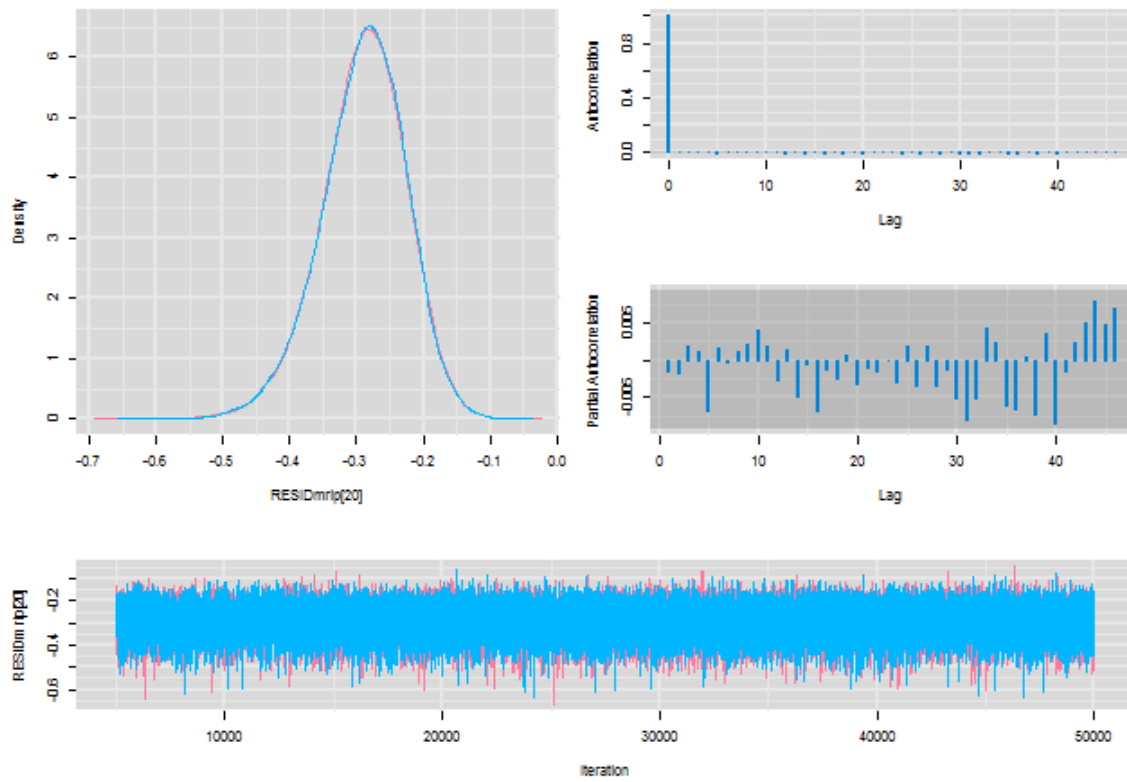 Density
6
5
4
3
2
1
0
-0.7 -0.6 -0.5 -0.4 -0.3 -0.2 -0.1 0.0
RESIDmrip[20]
Autocorrelation
0.8
0.4
0.0
0 10 20 30 40
Lag
Partial Autocorrelation
0.005
-0.005
0 10 20 30 40
Lag
RESIDmrip[20]
-0.2
-0.4
-0.6
10000 20000 30000 40000 50000
Iteration